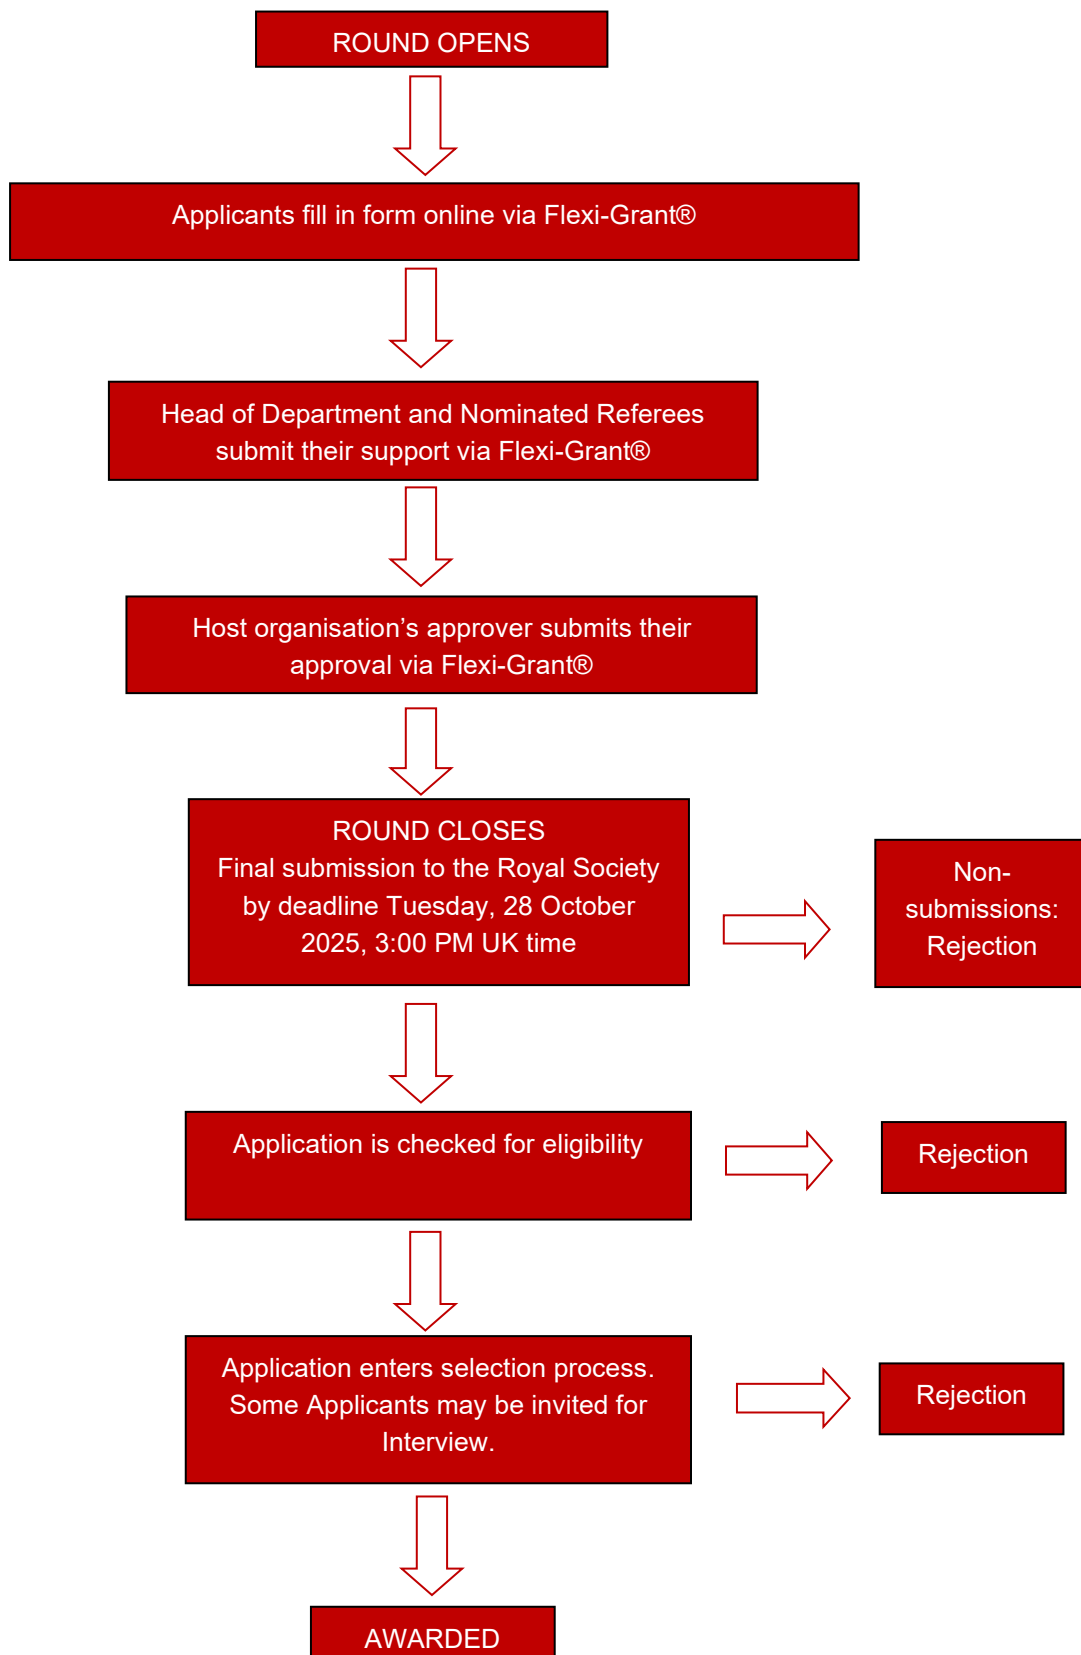 ROUND OPENS
Applicants fill in form online via Flexi-Grant®
Head of Department and Nominated Referees
submit their support via Flexi-Grant®
Host organisation’s approver submits their
approval via Flexi-Grant®
ROUND CLOSES
Final submission to the Royal Society
by deadline Tuesday, 28 October
2025, 3:00 PM UK time
Non-
submissions:
Rejection
Application is checked for eligibility
Rejection
Application enters selection process.
Some Applicants may be invited for
Interview.
Rejection
AWARDED